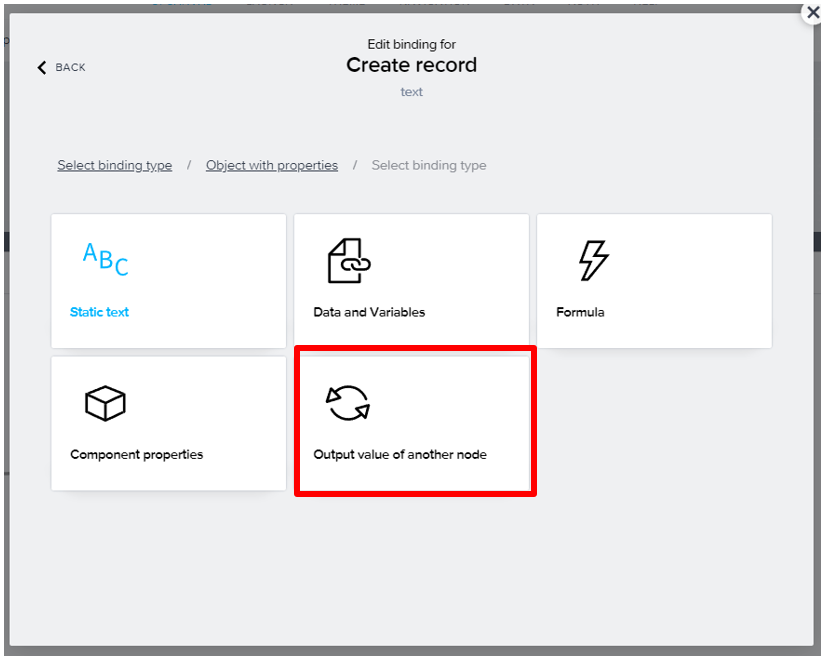 Edit binding for
BACK
Create record
text
Select binding type / Object with properties / Select binding type
ABC
Static text
Data and Variables
Formula
Component properties
Output value of another node